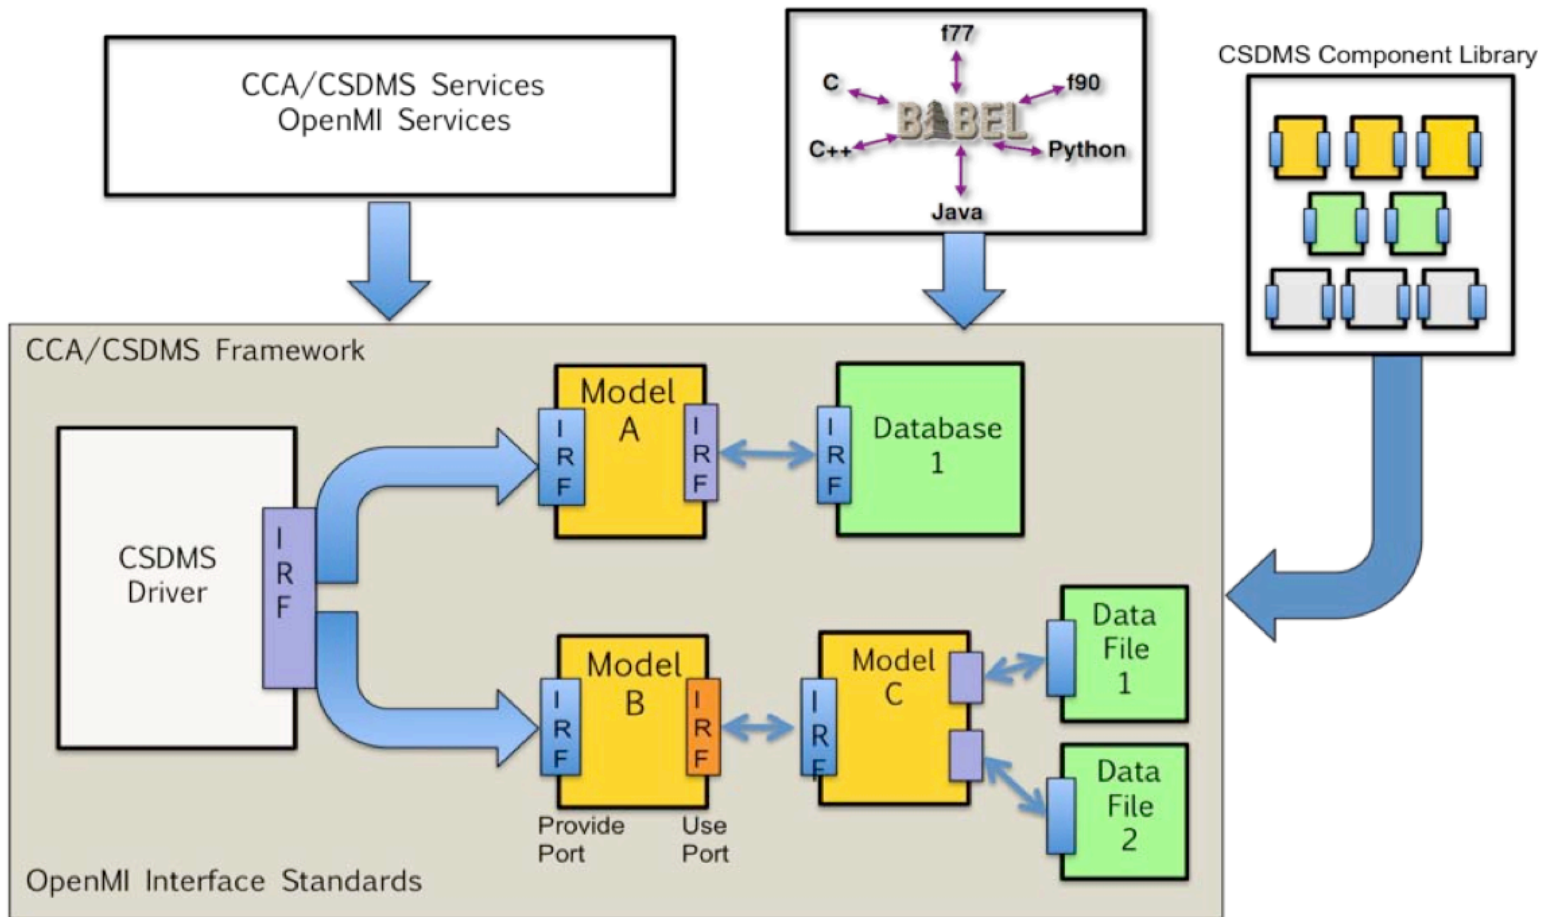 CCA/CSDMS Services
OpenMI Services
f77
C
f90
BABEL
C++
Python
Java
CSDMS Component Library
CCA/CSDMS Framework
CSDMS
Driver
I
R
F
Model
A
I
R
F
I
R
F
Database
1
I
R
F
Model
B
I
R
F
I
R
F
Provide
Port
Use
Port
Model
C
I
R
F
Data
File
1
Data
File
2
OpenMI Interface Standards